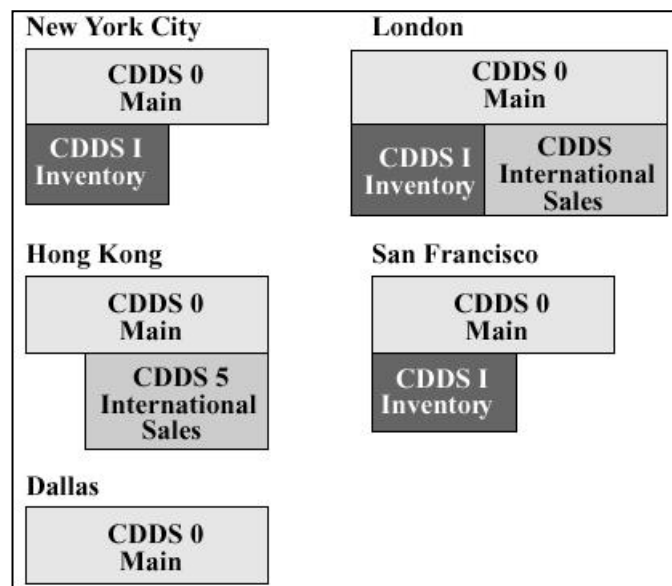 New York City
CDDS 0
Main
CDDS I
Inventory
London
CDDS 0
Main
CDDS I
Inventory
CDDS
International
Sales
Hong Kong
CDDS 0
Main
CDDS 5
International
Sales
San Francisco
CDDS 0
Main
CDDS I
Inventory
Dallas
CDDS 0
Main